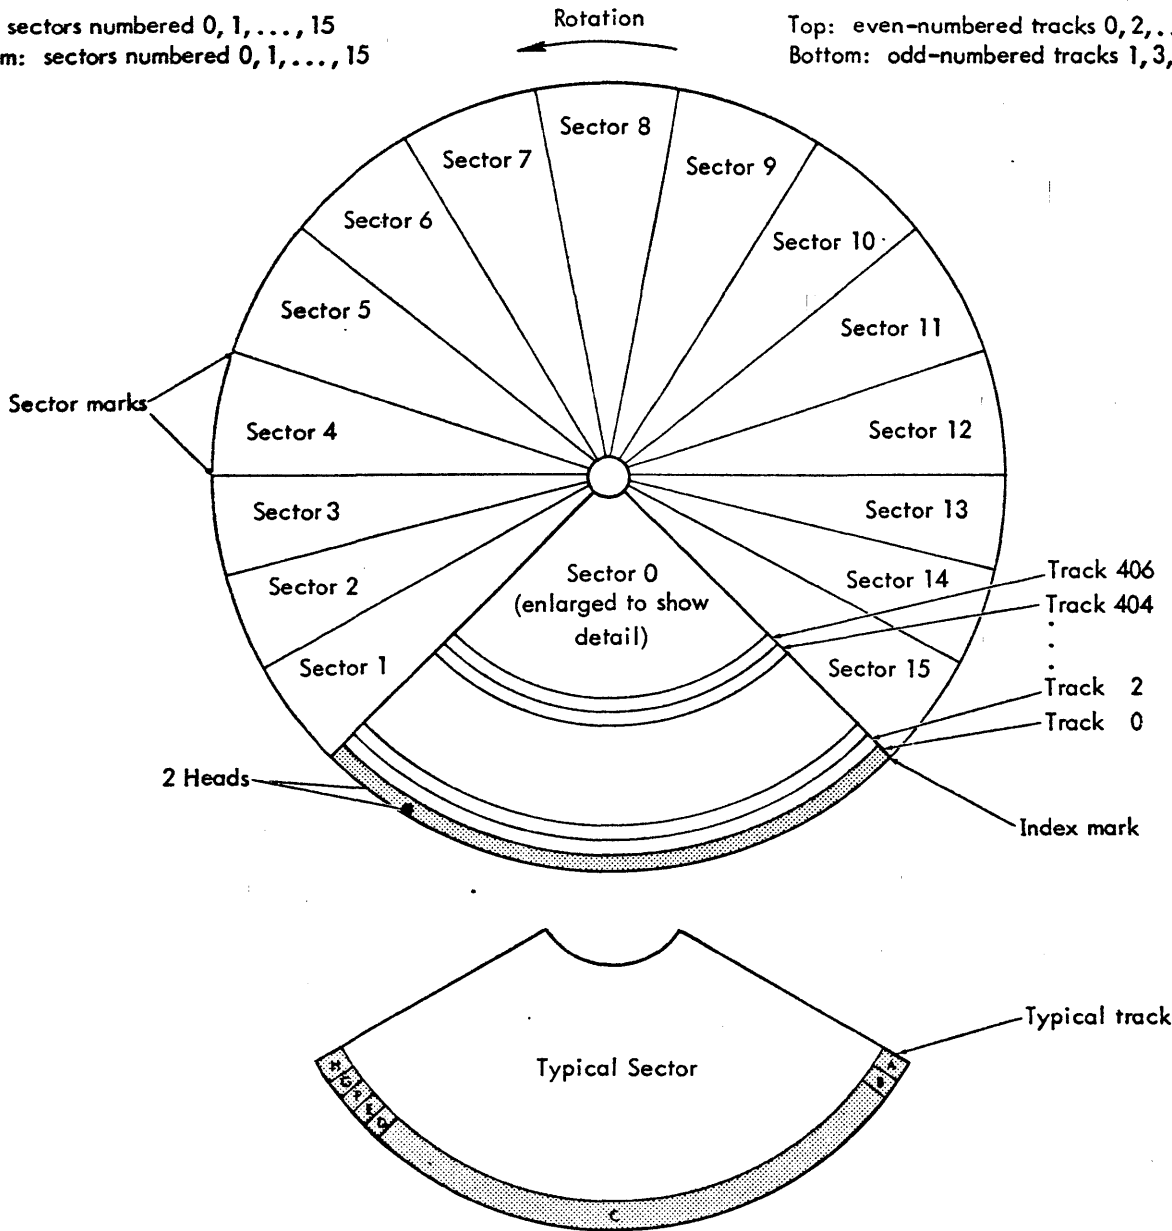 sectors numbered 0, 1, ..., 15
m: sectors numbered 0, 1, ..., 15
Rotation
Top: even-numbered tracks 0, 2, ..
Bottom: odd-numbered tracks 1, 3,
Sector 8
Sector 7
Sector 9
Sector 6
Sector 10
Sector 5
Sector 11
Sector marks
Sector 4
Sector 12
Sector 3
Sector 13
Sector 2
Sector 14
Sector 0
(enlarged to show
detail)
Track 406
Track 404
.
.
.
Sector 1
Sector 15
Track 2
Track 0
2 Heads
Index mark
Typical track
Typical Sector
H
G
F
E
D
C
B
A